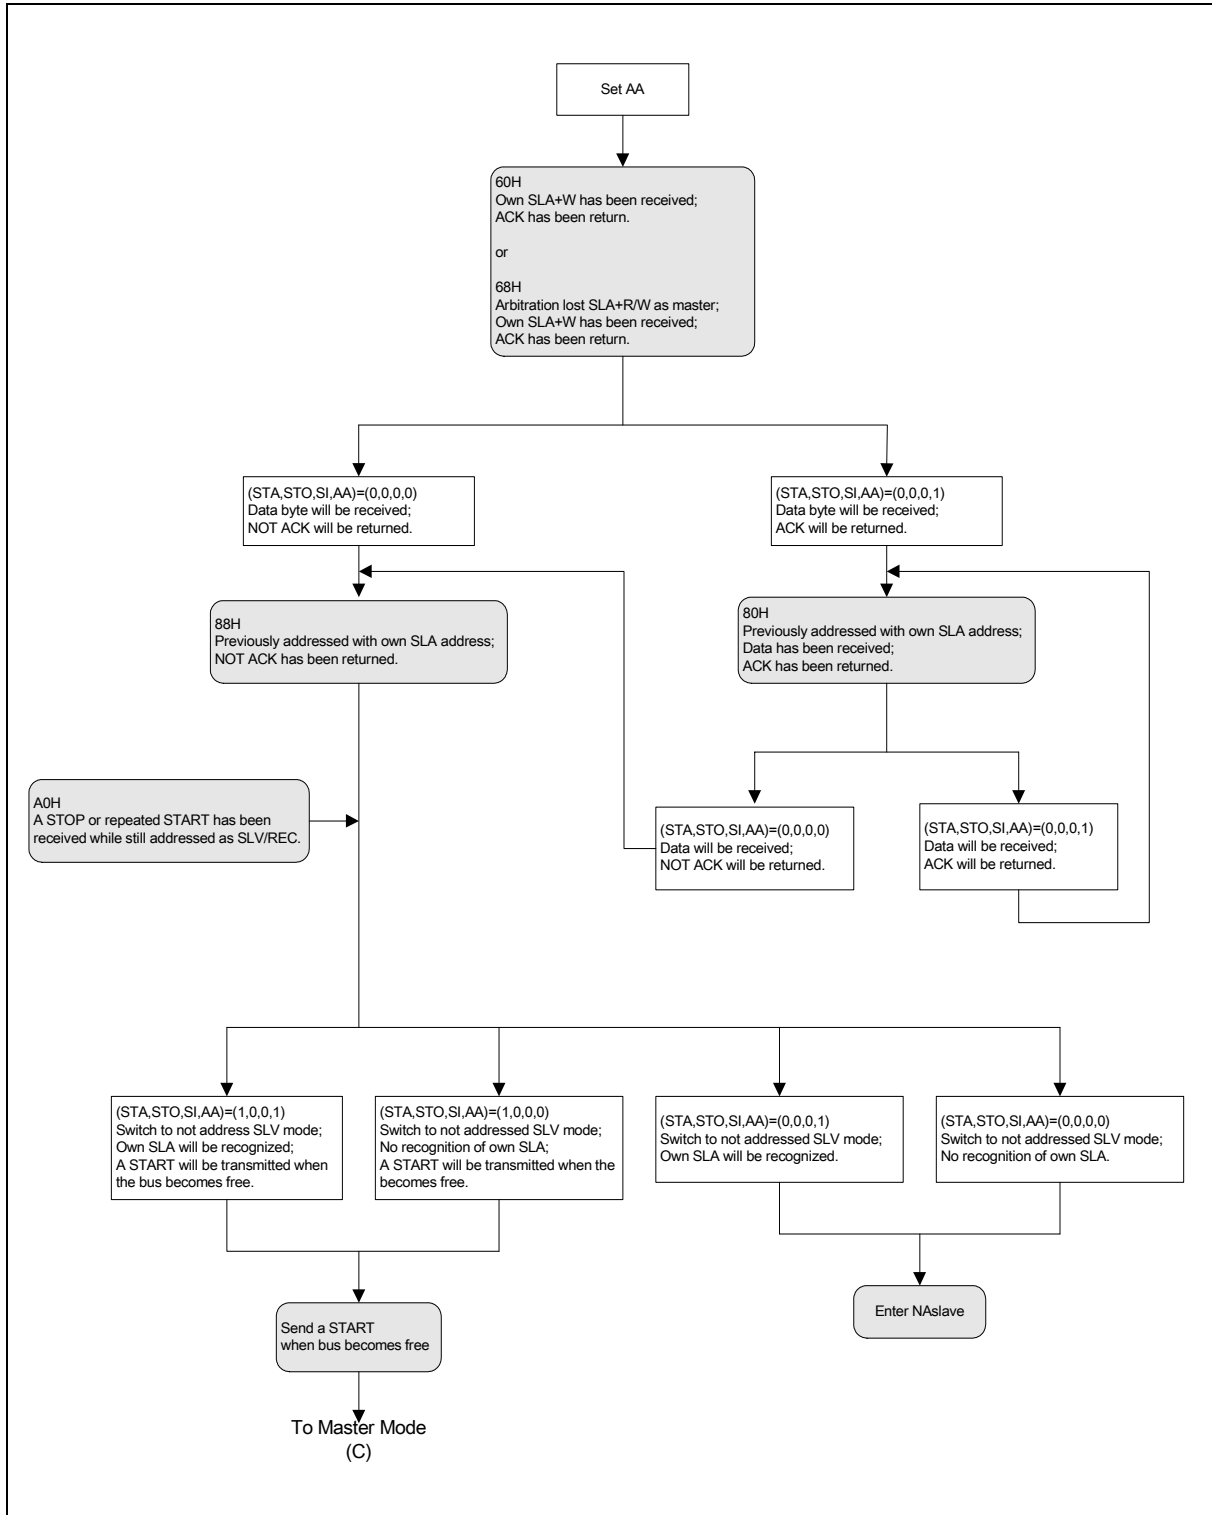 Set AA
60H
Own SLA+W has been received;
ACK has been return.
or
68H
Arbitration lost SLA+R/W as master;
Own SLA+W has been received;
ACK has been return.
(STA,STO,SI,AA)=(0,0,0,0)
Data byte will be received;
NOT ACK will be returned.
(STA,STO,SI,AA)=(0,0,0,1)
Data byte will be received;
ACK will be returned.
88H
Previously addressed with own SLA address;
NOT ACK has been returned.
80H
Previously addressed with own SLA address;
Data has been received;
ACK has been returned.
A0H
A STOP or repeated START has been
received while still addressed as SLV/REC.
(STA,STO,SI,AA)=(0,0,0,0)
Data will be received;
NOT ACK will be returned.
(STA,STO,SI,AA)=(0,0,0,1)
Data will be received;
ACK will be returned.
(STA,STO,SI,AA)=(1,0,0,1)
Switch to not address SLV mode;
Own SLA will be recognized;
A START will be transmitted when
the bus becomes free.
(STA,STO,SI,AA)=(1,0,0,0)
Switch to not addressed SLV mode;
No recognition of own SLA;
A START will be transmitted when the
becomes free.
(STA,STO,SI,AA)=(0,0,0,1)
Switch to not addressed SLV mode;
Own SLA will be recognized.
(STA,STO,SI,AA)=(0,0,0,0)
Switch to not addressed SLV mode;
No recognition of own SLA.
Send a START
when bus becomes free
Enter NAslave
To Master Mode
(C)